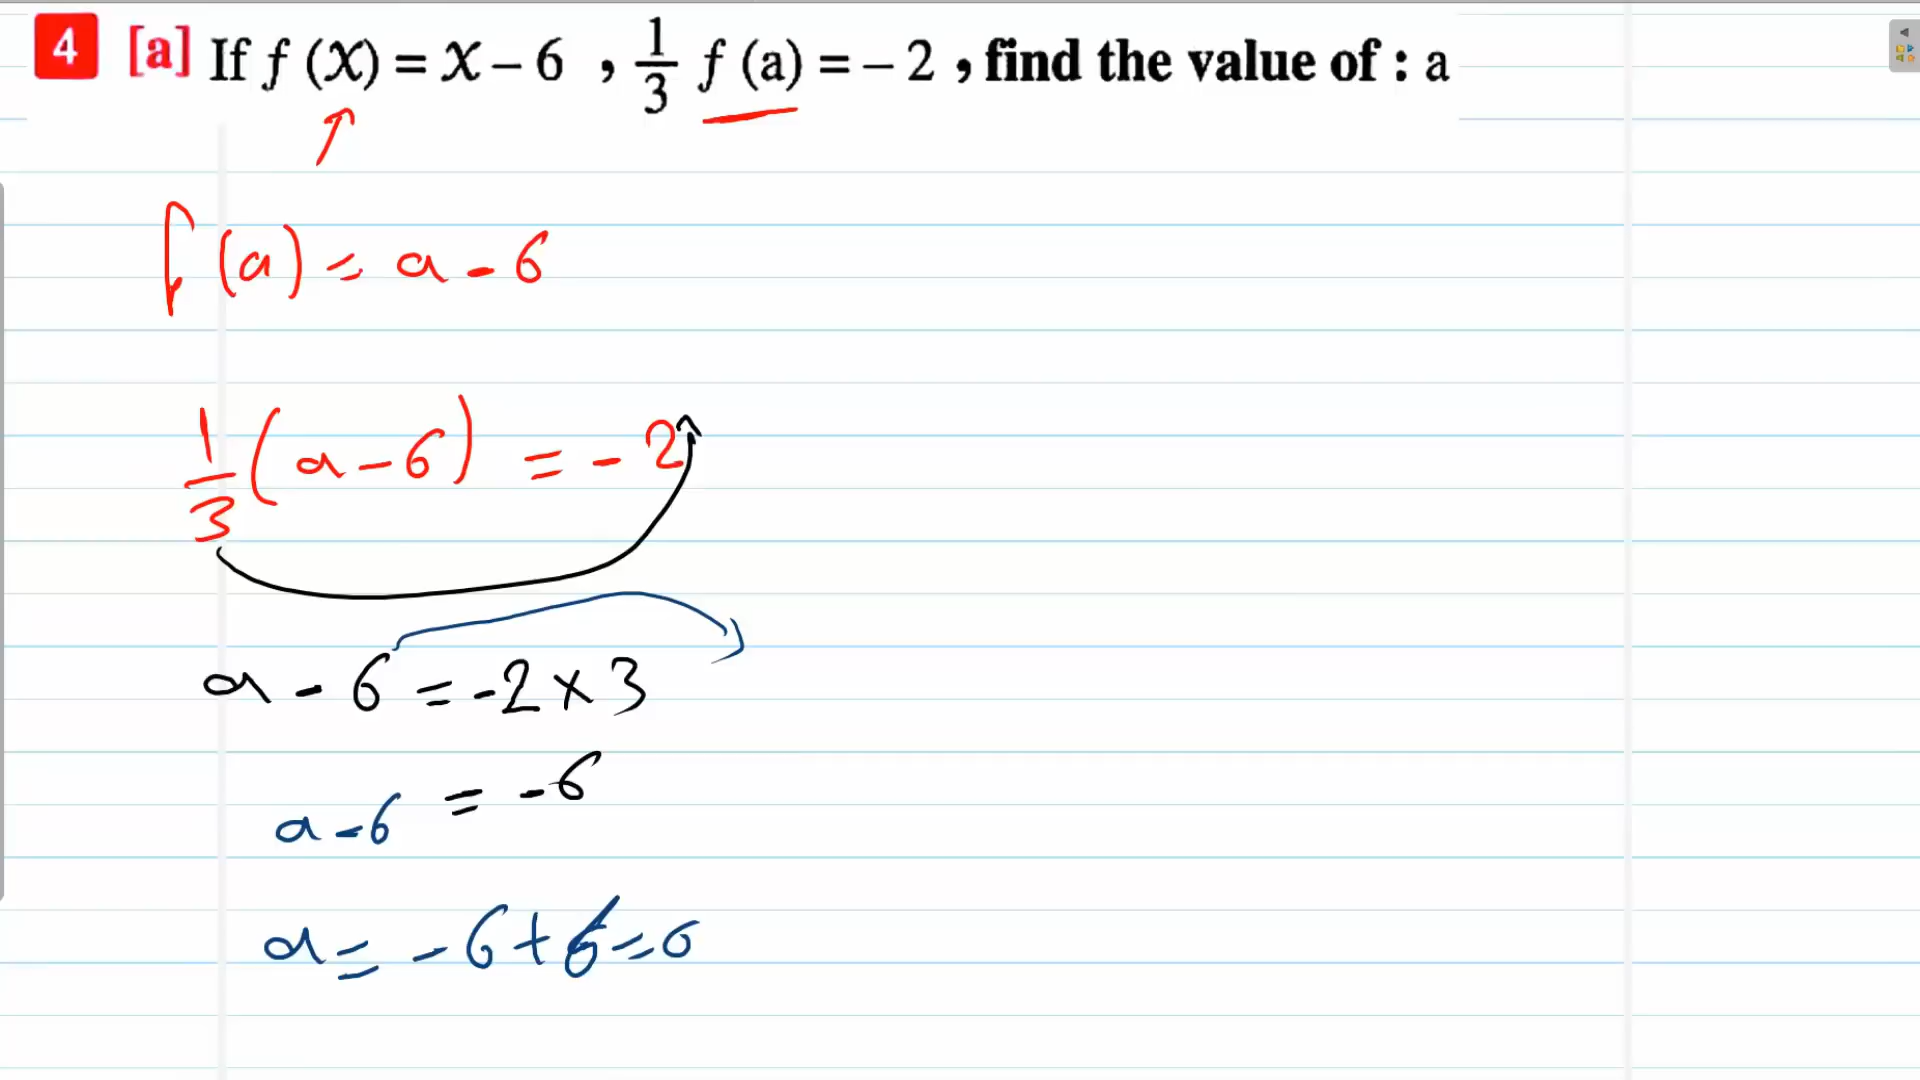 4 [a] If f (X) = X – 6 , 1/3 f (a) = – 2 , find the value of : a
f (a) = a - 6
1/3 (a - 6) = - 2
a - 6 = -2 × 3
a - 6 = -6
a = - 6 + 6 = 0